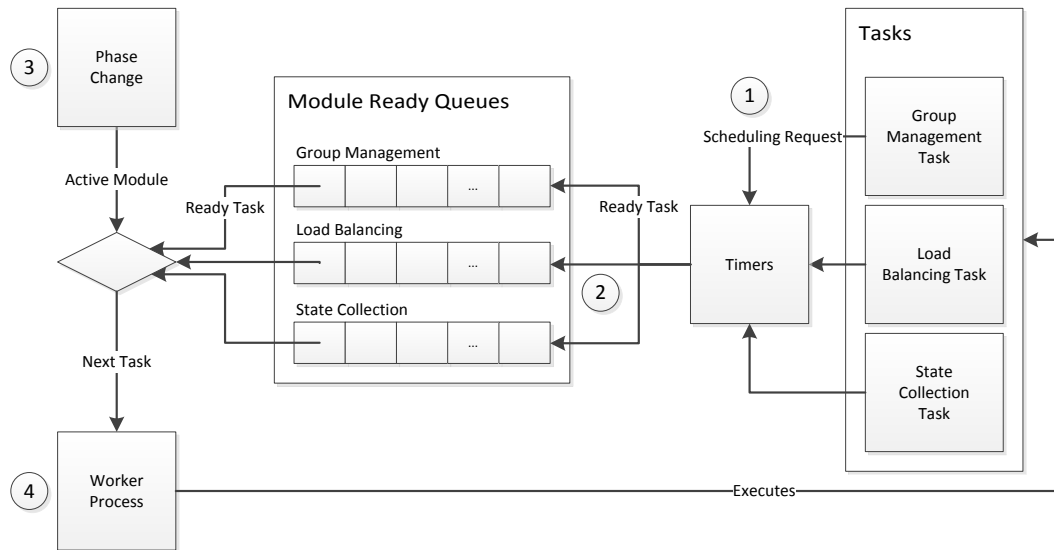 3
Phase
Change
Active Module
Module Ready Queues
Group Management
...
Ready Task
Load Balancing
...
State Collection
...
Ready Task
2
1
Scheduling Request
Timers
Tasks
Group
Management
Task
Load
Balancing Task
State
Collection
Task
Next Task
4
Worker
Process
Executes